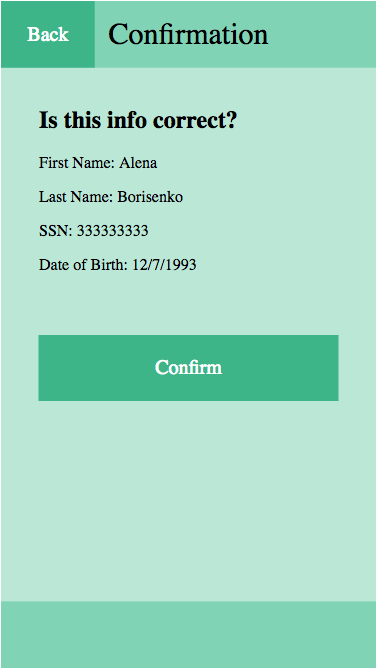 Back Confirmation
Is this info correct?
First Name: Alena
Last Name: Borisenko
SSN: 333333333
Date of Birth: 12/7/1993
Confirm